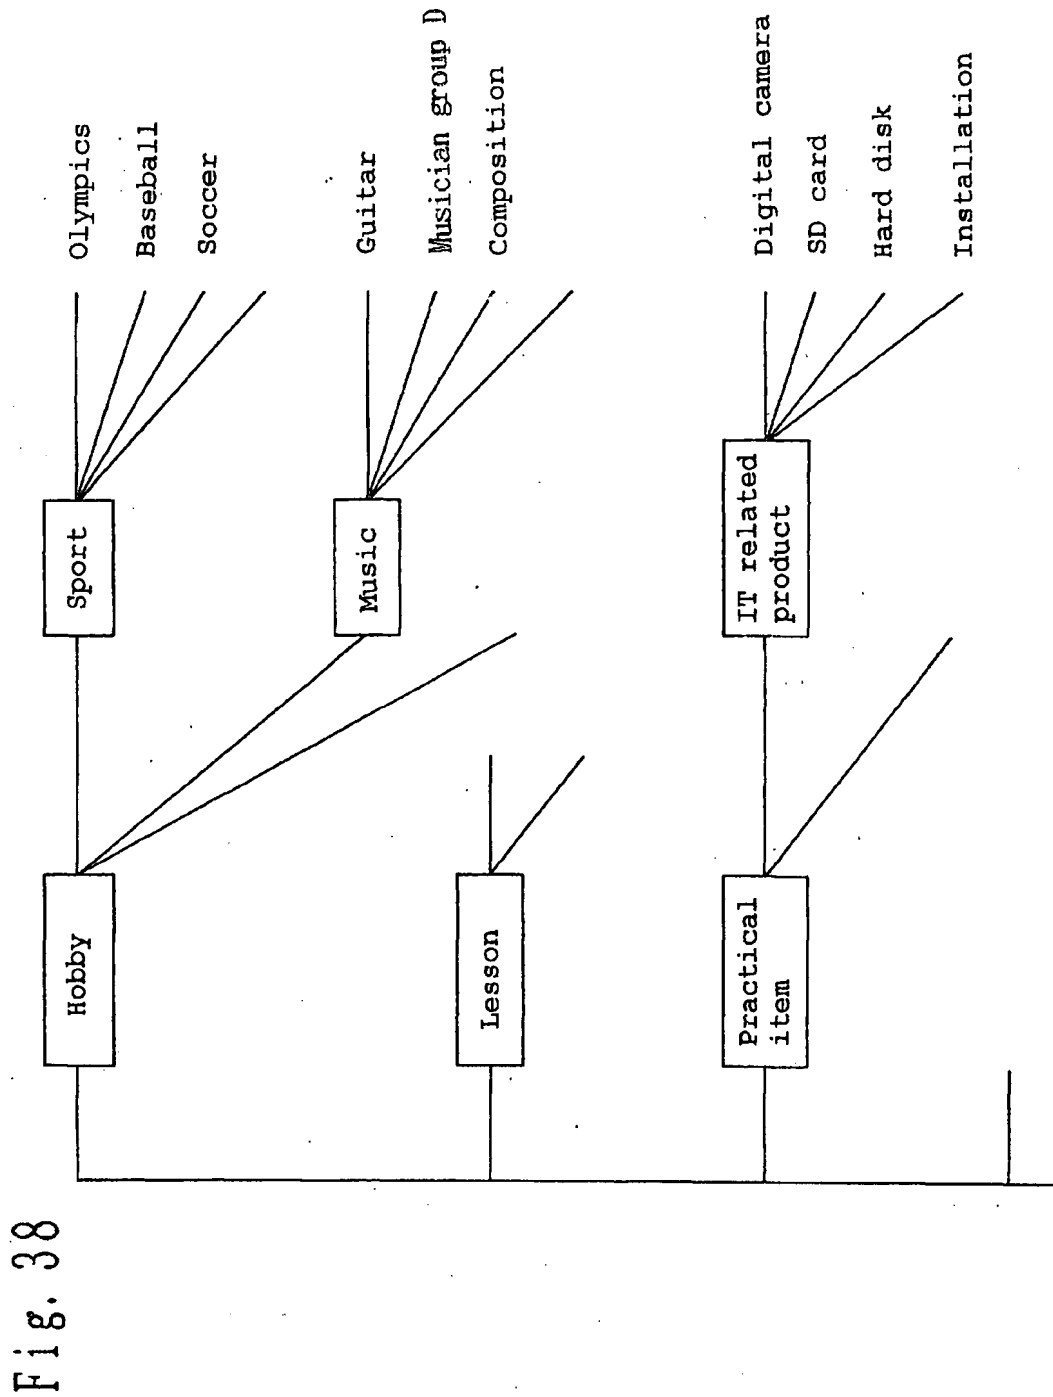 Fig. 38
Hobby
Sport
Olympics
Baseball
Soccer
Music
Guitar
Musician group D
Composition
Lesson
Practical
item
IT related
product
Digital camera
SD card
Hard disk
Installation